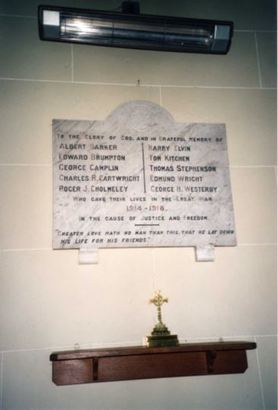 TO THE GLORY OF GOD, AND IN GRATEFUL MEMORY OF
ALBERT BARKER
EDWARD BRUMPTON
GEORGE CAMPLIN
CHARLES R. CARTWRIGHT
ROGER J. CHOLMELEY
HARRY ELVIN
TOM KITCHEN
THOMAS STEPHENSON
EDMUND WRIGHT
GEORGE H. WESTERBY
WHO GAVE THEIR LIVES IN THE GREAT WAR
1914-1918.
IN THE CAUSE OF JUSTICE AND FREEDOM.
"GREATER LOVE HATH NO MAN THAN THIS, THAT HE LAY DOWN
HIS LIFE FOR HIS FRIENDS."